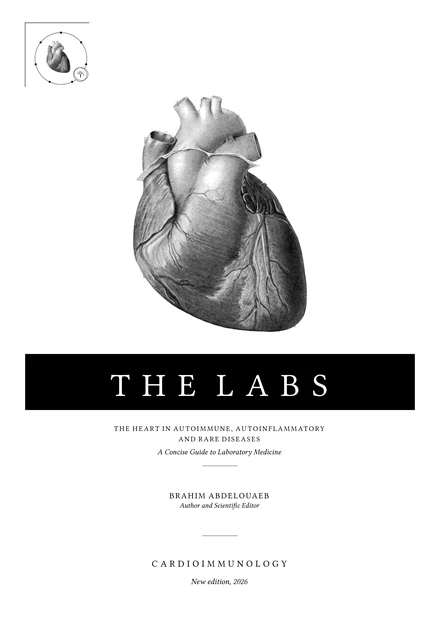 THE LABS
THE HEART IN AUTOIMMUNE, AUTOINFLAMMATORY
AND RARE DISEASES
A Concise Guide to Laboratory Medicine
BRAHIM ABDELOUAEB
Author and Scientific Editor
CARDIOIMMUNOLOGY
New edition, 2026